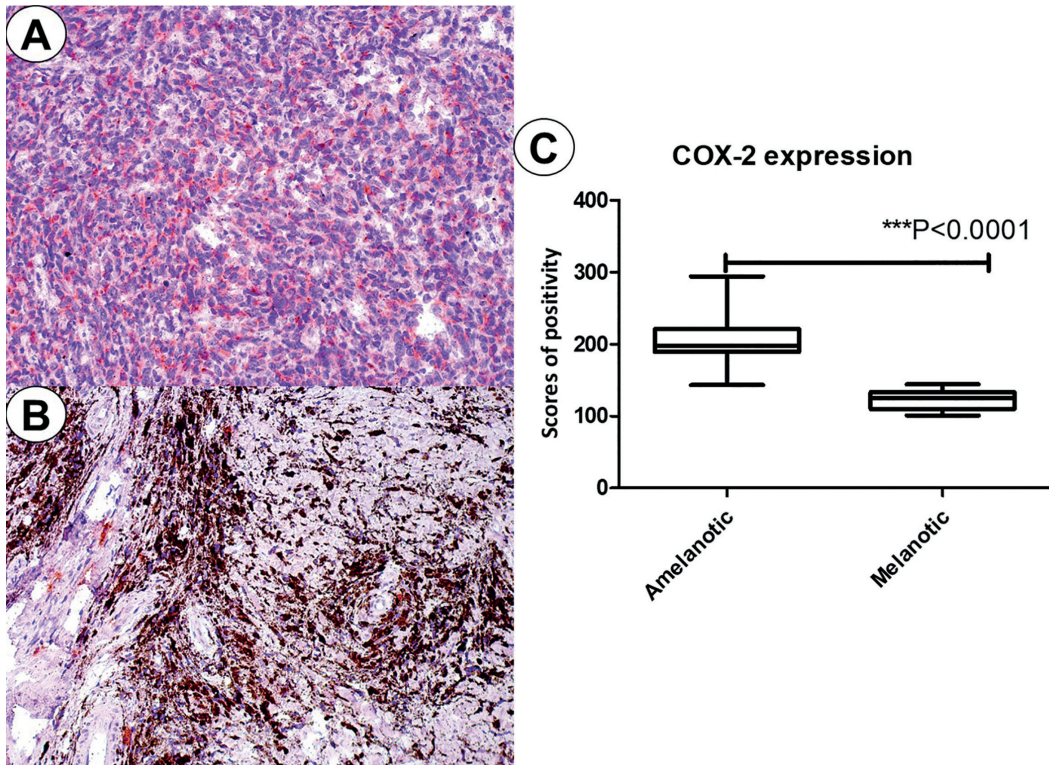 A
B
C
COX-2 expression
***P<0.0001
Scores of positivity
400
300
200
100
0
Amelanotic
Melanotic